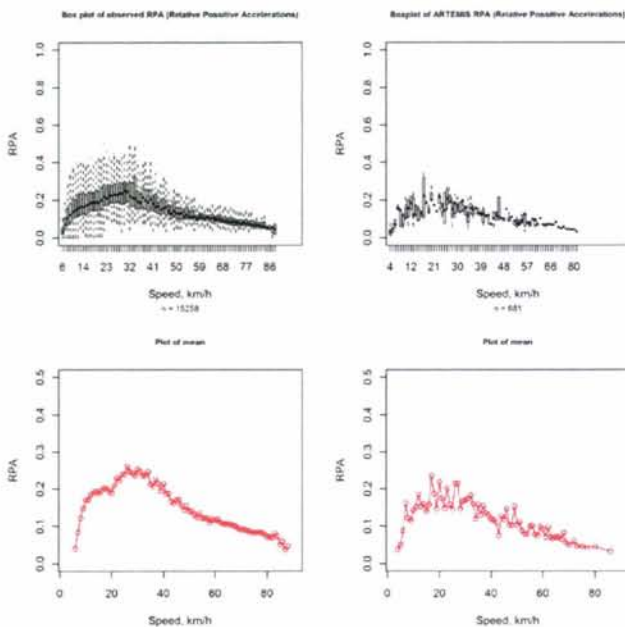 Box plot of observed RPA (Relative Possitive Accelerations)
1.0
0.8
0.6
0.4
0.2
0.0
RPA
6 14 23 32 41 50 59 68 77 86
Speed, km/h
n = 15258
Boxplot of ARTEMIS RPA (Relative Possitive Accelerations)
1.0
0.8
0.6
0.4
0.2
0.0
RPA
4 12 21 30 39 48 57 66 80
Speed, km/h
n = 681
Plot of mean
0.5
0.4
0.3
0.2
0.1
0.0
RPA
0 20 40 60 80
Speed, km/h
Plot of mean
0.5
0.4
0.3
0.2
0.1
0.0
RPA
0 20 40 60 80
Speed, km/h